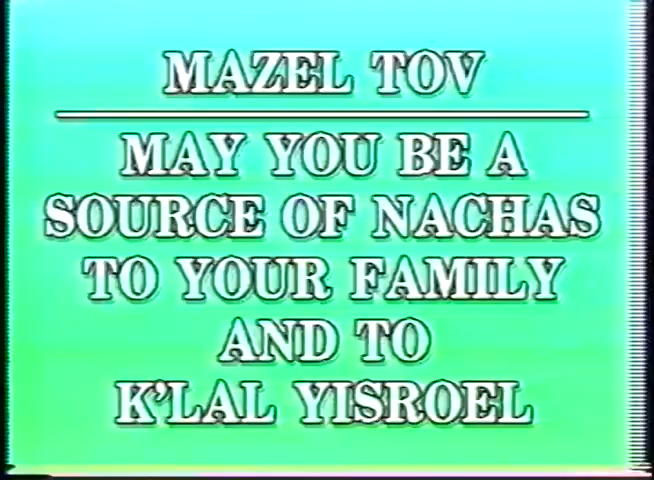 MAZEL TOV
MAY YOU BE A
SOURCE OF NACHAS
TO YOUR FAMILY
AND TO
K'LAL YISROEL